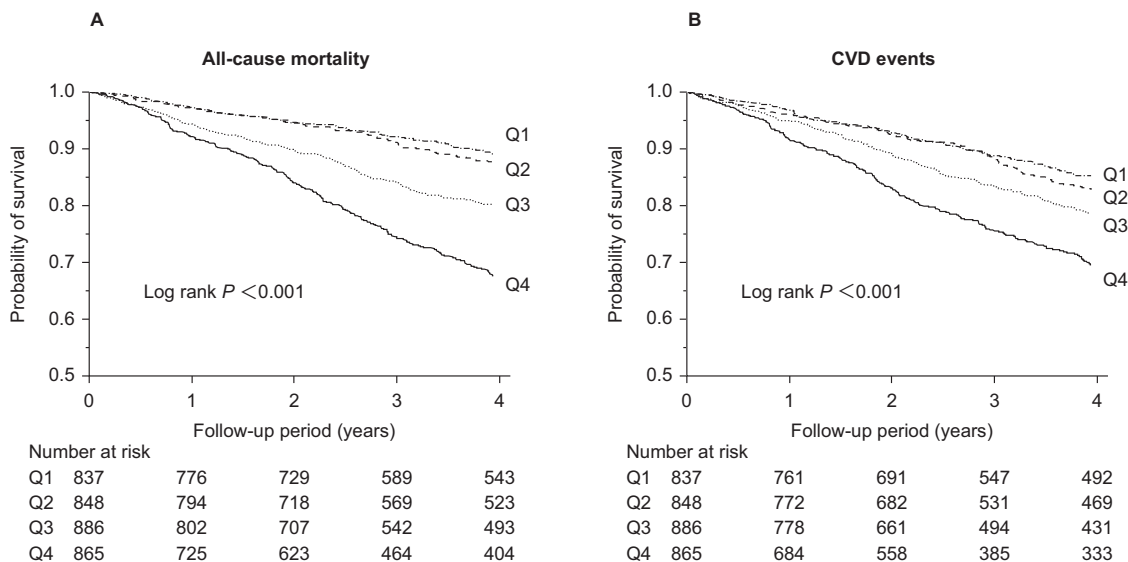 A
All-cause mortality
Probability of survival
1.0
0.9
0.8
0.7
0.6
0.5
Q1
Q2
Q3
Q4
Log rank P <0.001
0 1 2 3 4
Follow-up period (years)
Number at risk
Q1 837 776 729 589 543
Q2 848 794 718 569 523
Q3 886 802 707 542 493
Q4 865 725 623 464 404
B
CVD events
Probability of survival
1.0
0.9
0.8
0.7
0.6
0.5
Q1
Q2
Q3
Q4
Log rank P <0.001
0 1 2 3 4
Follow-up period (years)
Number at risk
Q1 837 761 691 547 492
Q2 848 772 682 531 469
Q3 886 778 661 494 431
Q4 865 684 558 385 333